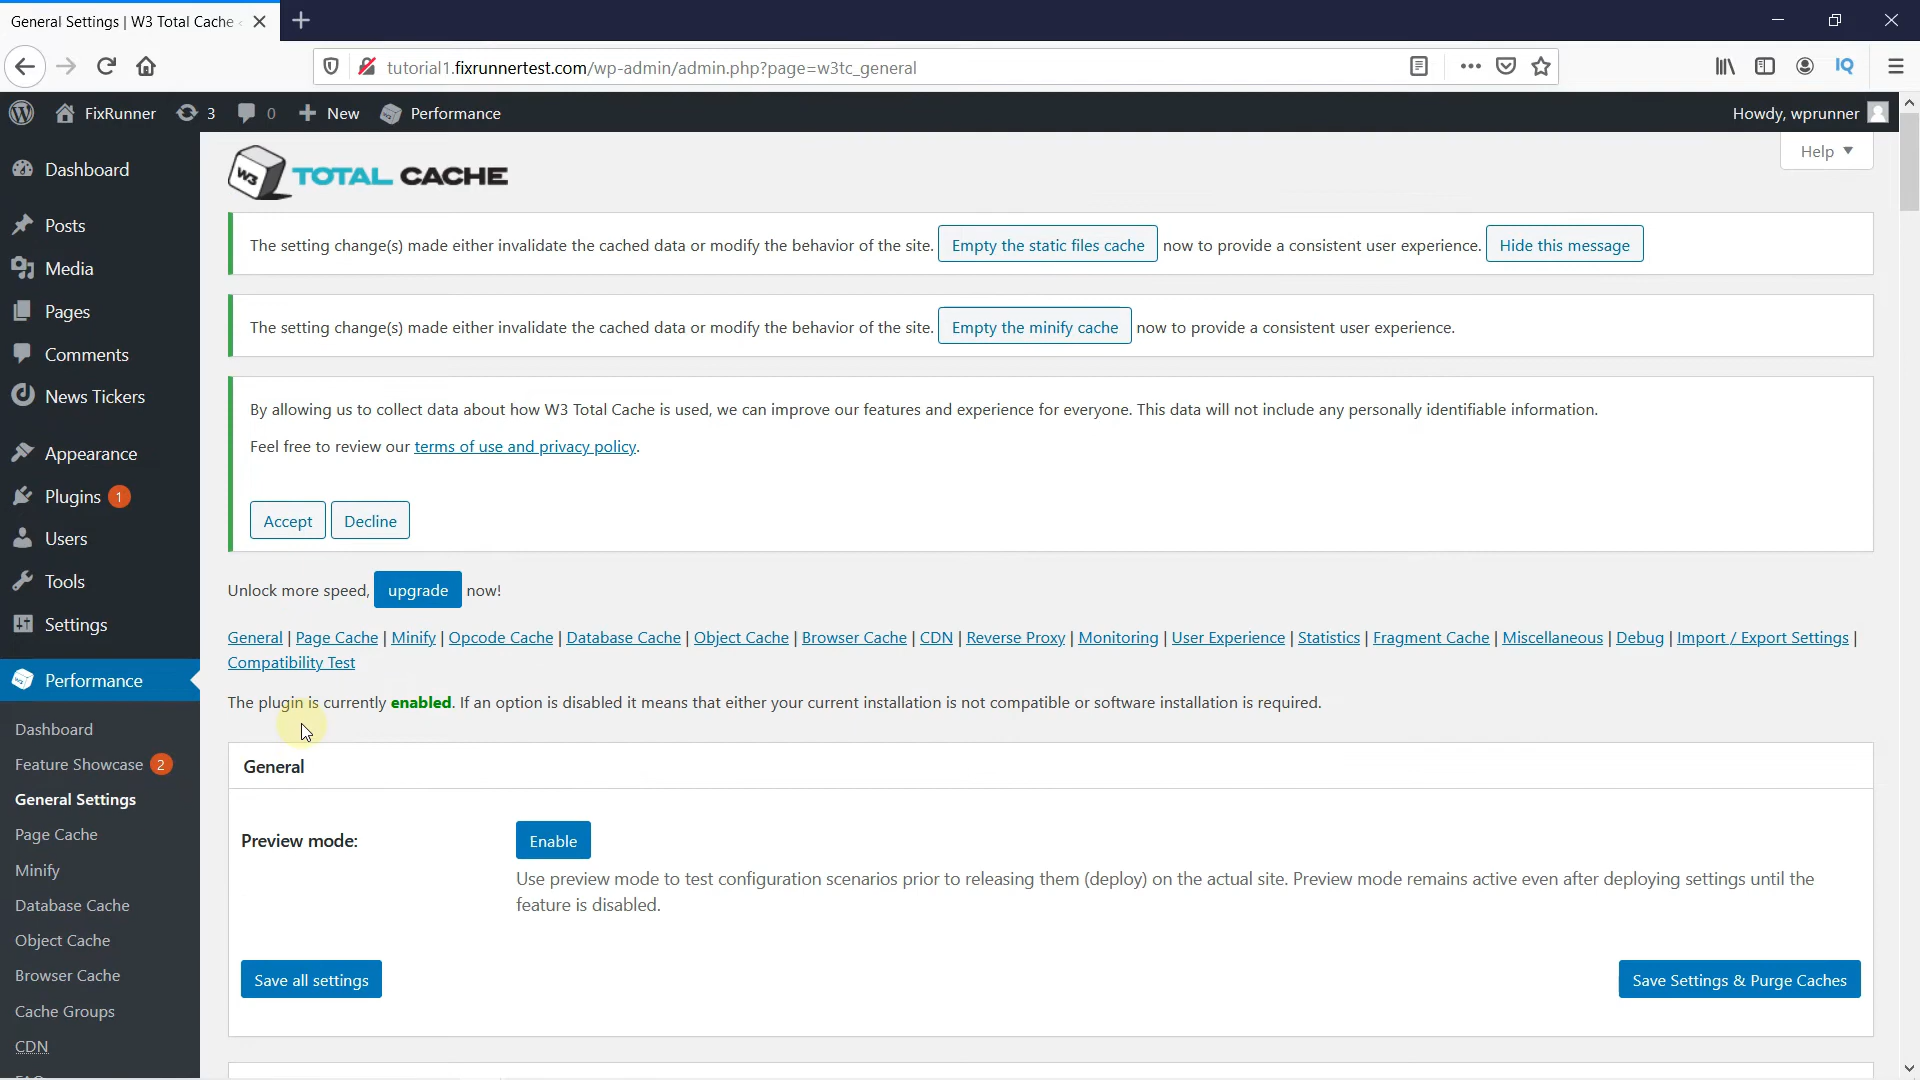 General Settings | W3 Total Cache
tutorial1.fixrunnertest.com/wp-admin/admin.php?page=w3tc_general
IQ
FixRunner 3 0 New Performance
Howdy, wprunner
Dashboard
Posts
Media
Pages
Comments
News Tickers
Appearance
Plugins 1
Users
Tools
Settings
Performance
Dashboard
Feature Showcase 2
General Settings
Page Cache
Minify
Database Cache
Object Cache
Browser Cache
Cache Groups
CDN
Help
W3 TOTAL CACHE
The setting change(s) made either invalidate the cached data or modify the behavior of the site. Empty the static files cache now to provide a consistent user experience. Hide this message
The setting change(s) made either invalidate the cached data or modify the behavior of the site. Empty the minify cache now to provide a consistent user experience.
By allowing us to collect data about how W3 Total Cache is used, we can improve our features and experience for everyone. This data will not include any personally identifiable information.
Feel free to review our terms of use and privacy policy.
Accept Decline
Unlock more speed, upgrade now!
General | Page Cache | Minify | Opcode Cache | Database Cache | Object Cache | Browser Cache | CDN | Reverse Proxy | Monitoring | User Experience | Statistics | Fragment Cache | Miscellaneous | Debug | Import / Export Settings |
Compatibility Test
The plugin is currently enabled. If an option is disabled it means that either your current installation is not compatible or software installation is required.
General
Preview mode: Enable
Use preview mode to test configuration scenarios prior to releasing them (deploy) on the actual site. Preview mode remains active even after deploying settings until the
feature is disabled.
Save all settings Save Settings & Purge Caches